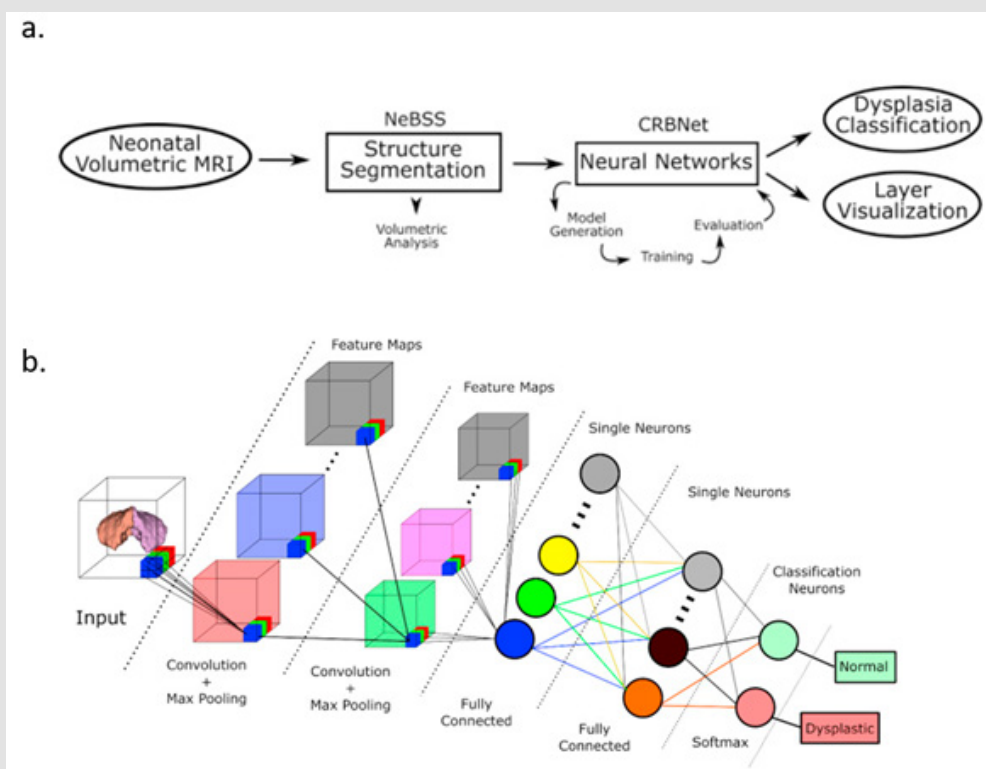 a.
Neonatal
Volumetric MRI
NeBSS
Structure
Segmentation
Volumetric
Analysis
CRBNet
Neural Networks
Model
Generation
Training
Evaluation
Dysplasia
Classification
Layer
Visualization
b.
Feature Maps
Feature Maps
Single Neurons
Single Neurons
Classification
Neurons
Input
Convolution
+
Max Pooling
Convolution
+
Max Pooling
Fully
Connected
Fully
Connected
Softmax
Normal
Dysplastic